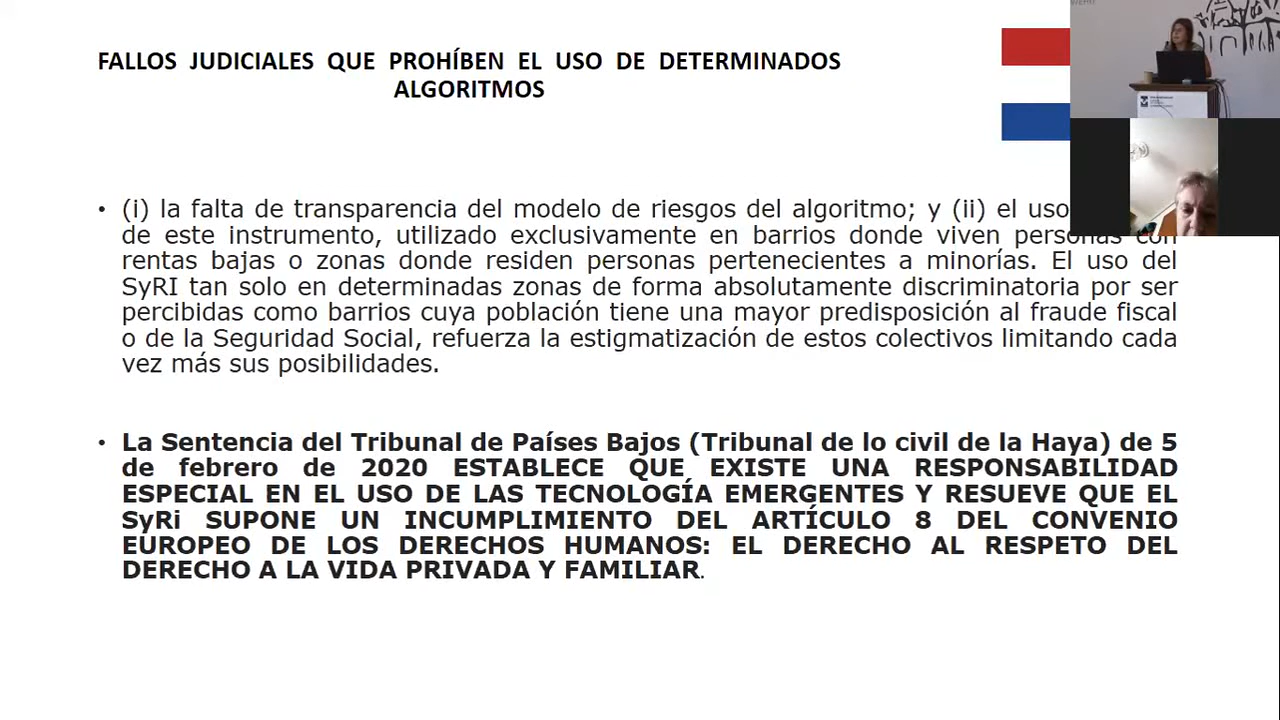 FALLOS JUDICIALES QUE PROHÍBEN EL USO DE DETERMINADOS
ALGORITMOS
• (i) la falta de transparencia del modelo de riesgos del algoritmo; y (ii) el uso
de este instrumento, utilizado exclusivamente en barrios donde viven personas con
rentas bajas o zonas donde residen personas pertenecientes a minorías. El uso del
SyRI tan solo en determinadas zonas de forma absolutamente discriminatoria por ser
percibidas como barrios cuya población tiene una mayor predisposición al fraude fiscal
o de la Seguridad Social, refuerza la estigmatización de estos colectivos limitando cada
vez más sus posibilidades.
• La Sentencia del Tribunal de Países Bajos (Tribunal de lo civil de la Haya) de 5
de febrero de 2020 ESTABLECE QUE EXISTE UNA RESPONSABILIDAD
ESPECIAL EN EL USO DE LAS TECNOLOGÍA EMERGENTES Y RESUEVE QUE EL
SyRi SUPONE UN INCUMPLIMIENTO DEL ARTÍCULO 8 DEL CONVENIO
EUROPEO DE LOS DERECHOS HUMANOS: EL DERECHO AL RESPETO DEL
DERECHO A LA VIDA PRIVADA Y FAMILIAR.